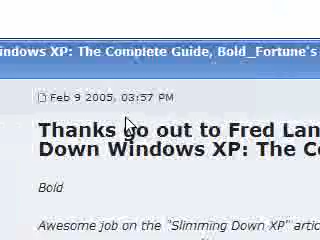 indows XP: The Complete Guide, Bold_Fortune's
Feb 9 2005, 03:57 PM
Thanks go out to Fred Lan
Down Windows XP: The C
Bold
Awesome job on the "Slimming Down XP" artic